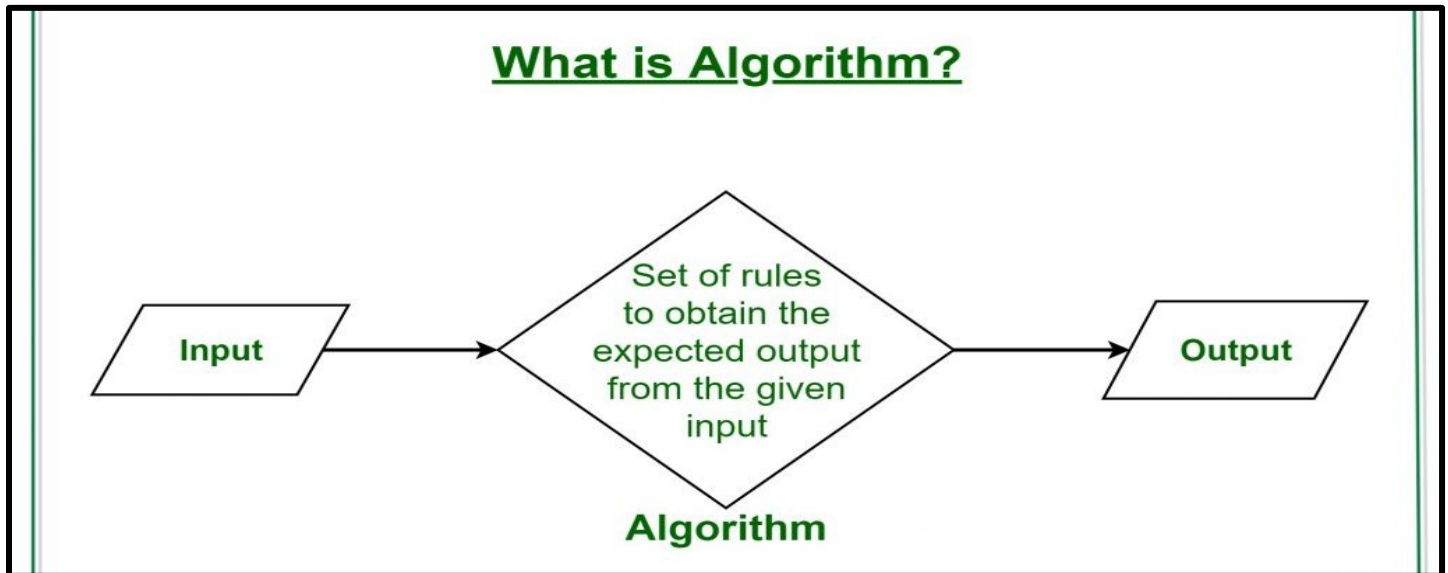 What is Algorithm?
Input
Set of rules
to obtain the
expected output
from the given
input
Output
Algorithm